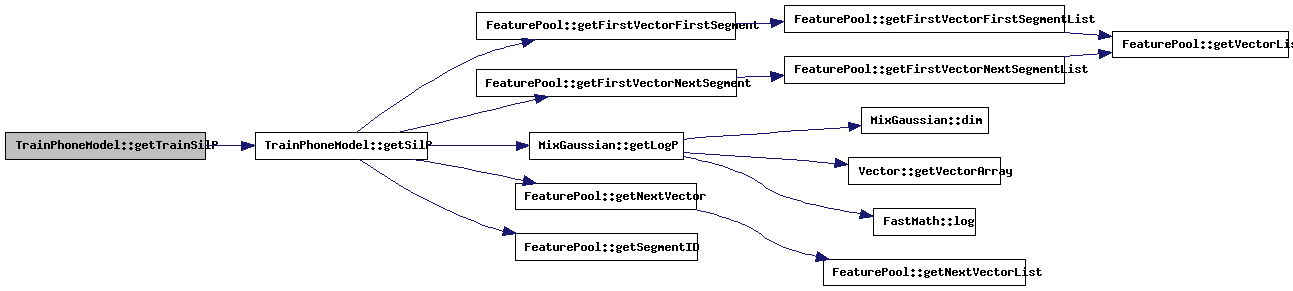 TrainPhoneModel::getTrainSilP
TrainPhoneModel::getSilP
FeaturePool::getFirstVectorFirstSegment
FeaturePool::getFirstVectorNextSegment
MixGaussian::getLogP
FeaturePool::getNextVector
FeaturePool::getSegmentID
FeaturePool::getFirstVectorFirstSegmentList
FeaturePool::getFirstVectorNextSegmentList
MixGaussian::dim
Vector::getVectorArray
FastMath::log
FeaturePool::getNextVectorList
FeaturePool::getVectorLis